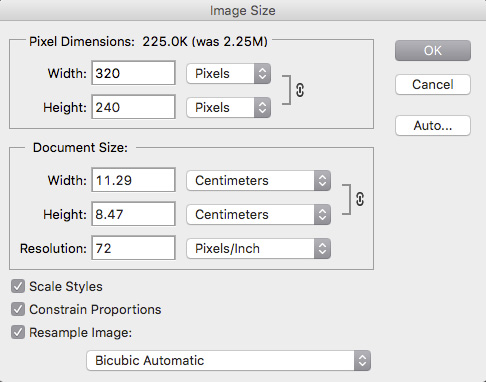 Image Size
Pixel Dimensions: 225.0K (was 2.25M)
OK
Width: 320 Pixels
Cancel
Height: 240 Pixels
Auto...
Document Size:
Width: 11.29 Centimeters
Height: 8.47 Centimeters
Resolution: 72 Pixels/Inch
Scale Styles
Constrain Proportions
Resample Image:
Bicubic Automatic